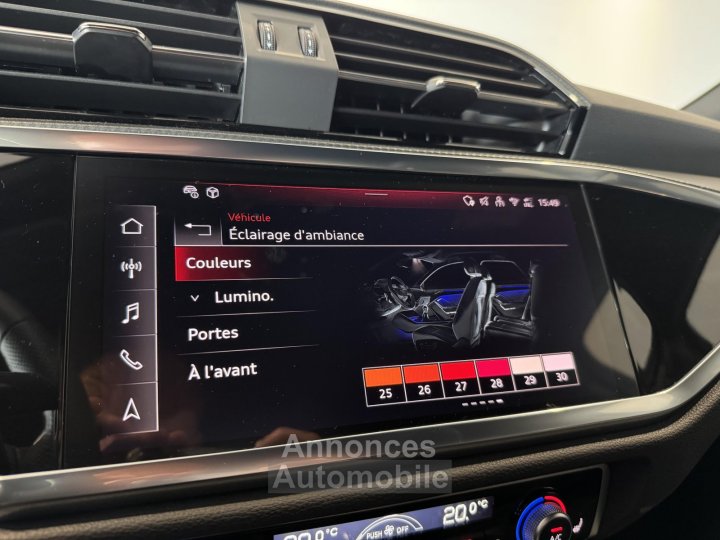 15:49
Véhicule
Éclairage d'ambiance
Couleurs
Lumino.
Portes
À l'avant
25 26 27 28 29 30
Annonces
Automobile
20.0°C
PUSH OFF
20.0°C
A/C